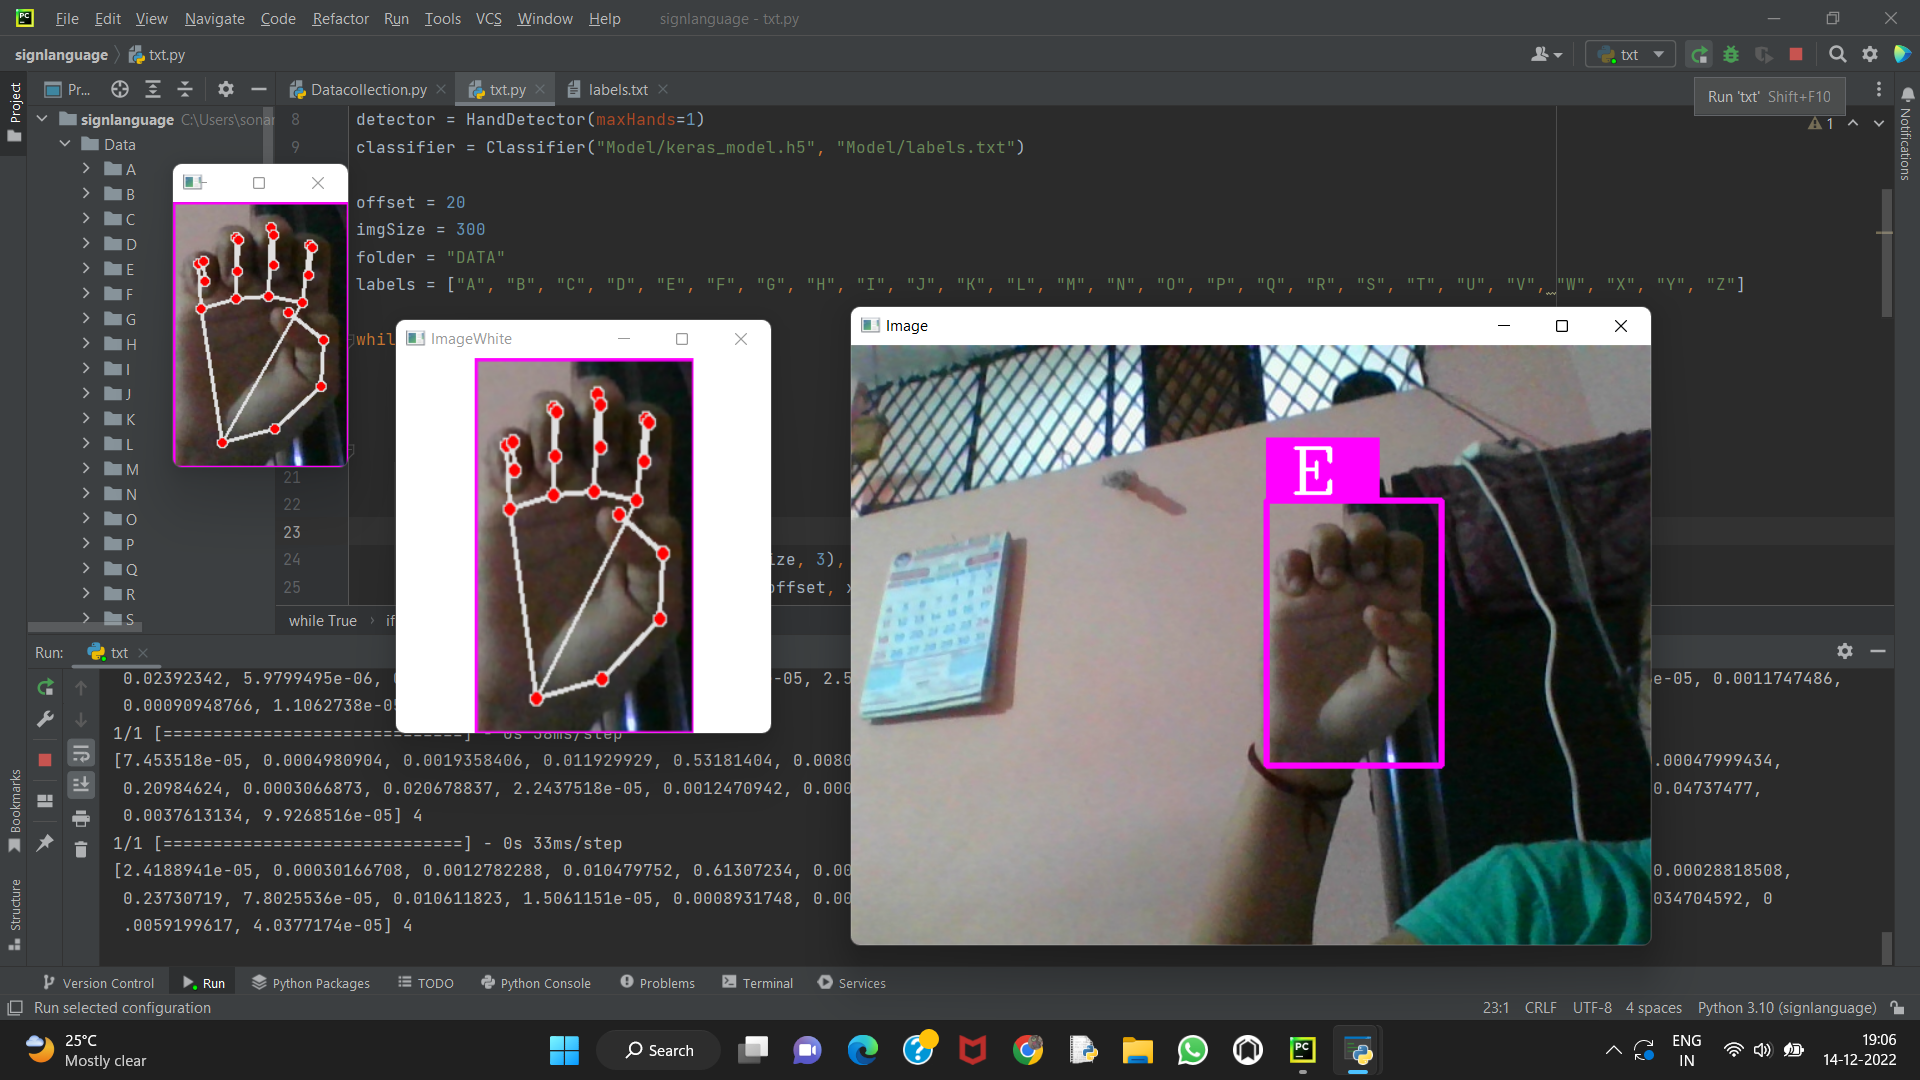 File Edit View Navigate Code Refactor Run Tools VCS Window Help signlanguage - txt.py
signlanguage txt.py txt
Project Pr... Datacollection.py txt.py labels.txt
Run 'txt' Shift+F10
Notifications
1
signlanguage
Data
A
B
C
D
E
F
G
H
I
J
K
L
M
N
O
P
Q
R
S
8 detector = HandDetector(maxHands=1)
9 classifier = Classifier("Model/keras_model.h5", "Model/labels.txt")
offset = 20
imgSize = 300
folder = "DATA"
labels = ["A", "B", "C", "D", "E", "F", "G", "H", "I", "J", "K", "L", "M", "N", "O", "P", "Q", "R", "S", "T", "U", "V", "W", "X", "Y", "Z"]
whil
21
22
23
24 ize, 3),
25 offset, x
while True if
ImageWhite
Image
E
Run: txt
0.02392342, 5.9799495e-06, -05, 2.5 e-05, 0.0011747486,
0.00090948766, 1.1062738e-05
1/1 [==============================] - 0s 38ms/step
[7.453518e-05, 0.0004980904, 0.0019358406, 0.011929929, 0.53181404, 0.0080 .00047999434,
0.20984624, 0.0003066873, 0.020678837, 2.2437518e-05, 0.0012470942, 0.000 0.04737477,
0.0037613134, 9.9268516e-05] 4
1/1 [==============================] - 0s 33ms/step
[2.4188941e-05, 0.00030166708, 0.0012782288, 0.010479752, 0.61307234, 0.00 0.00028818508,
0.23730719, 7.8025536e-05, 0.010611823, 1.5061151e-05, 0.0008931748, 0.00 034704592, 0
.0059199617, 4.0377174e-05] 4
Bookmarks
Structure
Version Control Run Python Packages TODO Python Console Problems Terminal Services
Run selected configuration 23:1 CRLF UTF-8 4 spaces Python 3.10 (signlanguage)
25°C
Mostly clear
Search
ENG
IN
19:06
14-12-2022